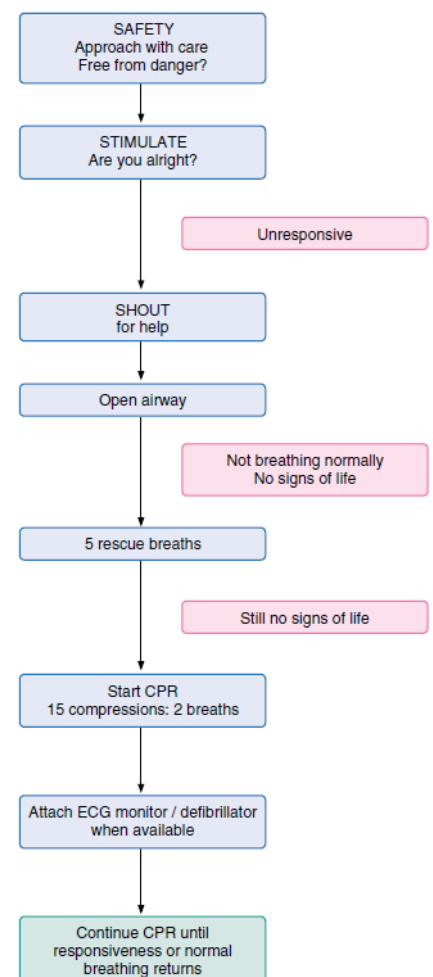 SAFETY
Approach with care
Free from danger?
STIMULATE
Are you alright?
Unresponsive
SHOUT
for help
Open airway
Not breathing normally
No signs of life
5 rescue breaths
Still no signs of life
Start CPR
15 compressions: 2 breaths
Attach ECG monitor / defibrillator
when available
Continue CPR until
responsiveness or normal
breathing returns